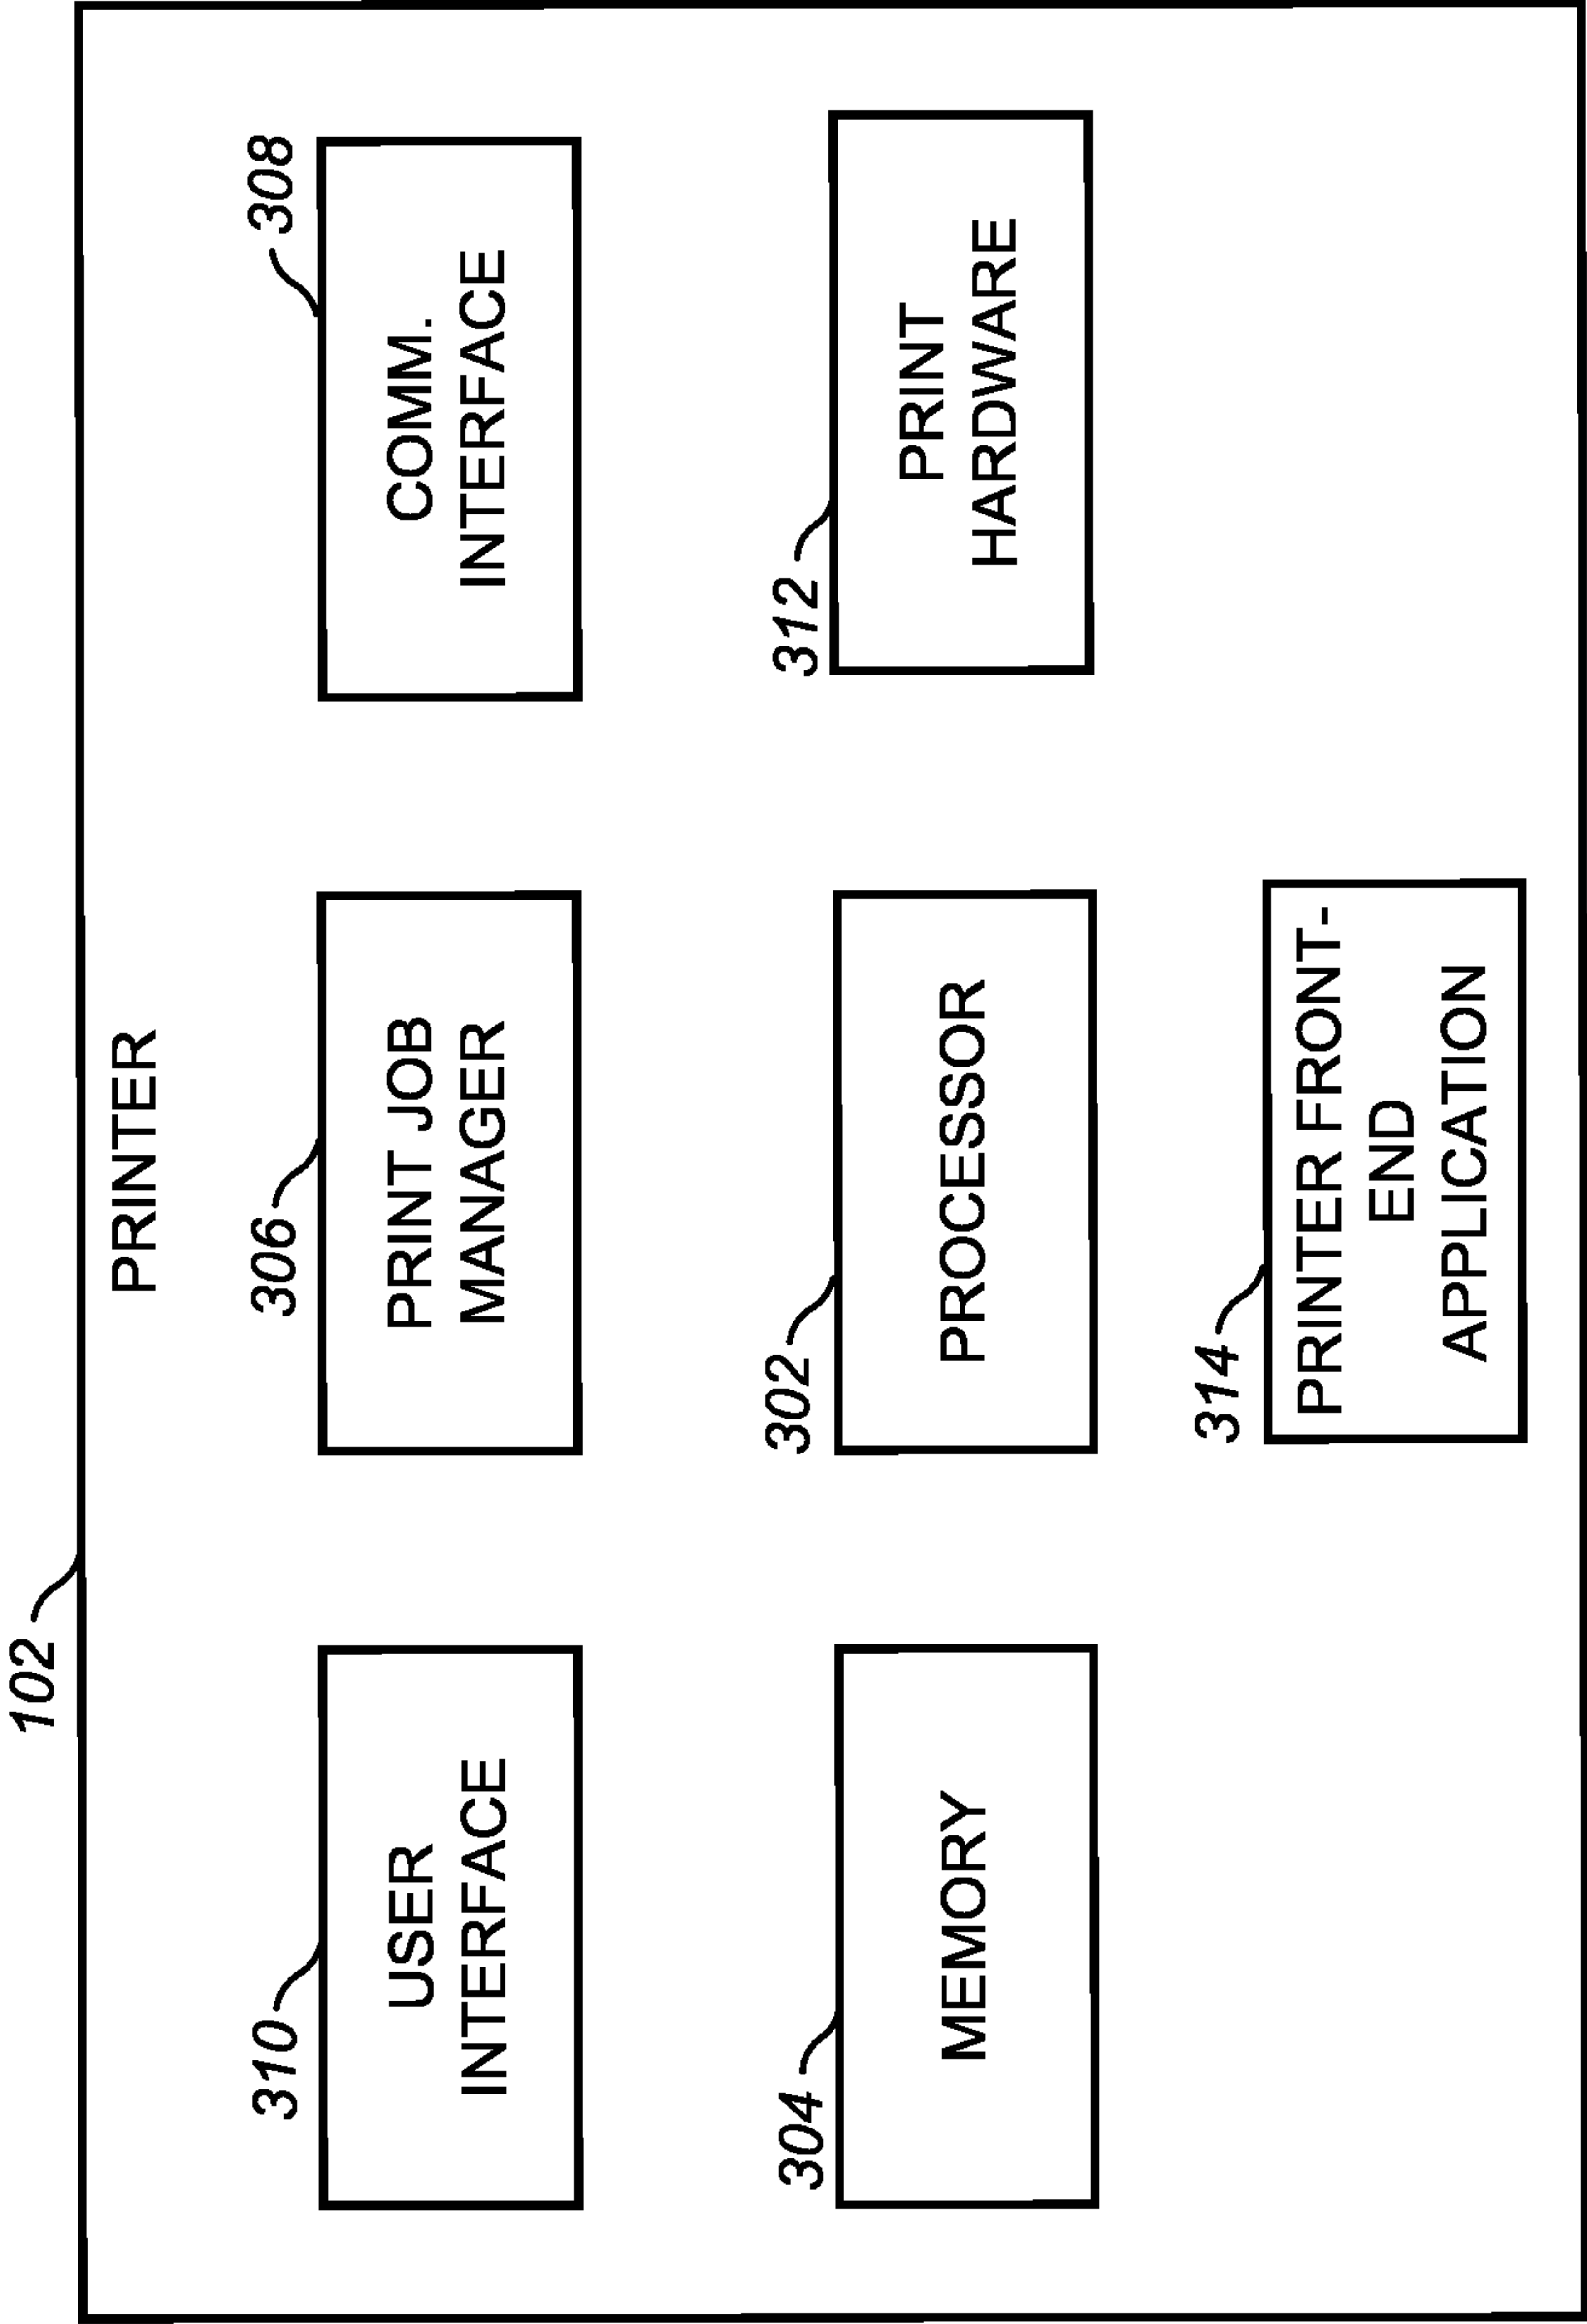 102
PRINTER
310
USER
INTERFACE
306
PRINT JOB
MANAGER
308
COMM.
INTERFACE
304
MEMORY
302
PROCESSOR
312
PRINT
HARDWARE
314
PRINTER FRONT-
END
APPLICATION